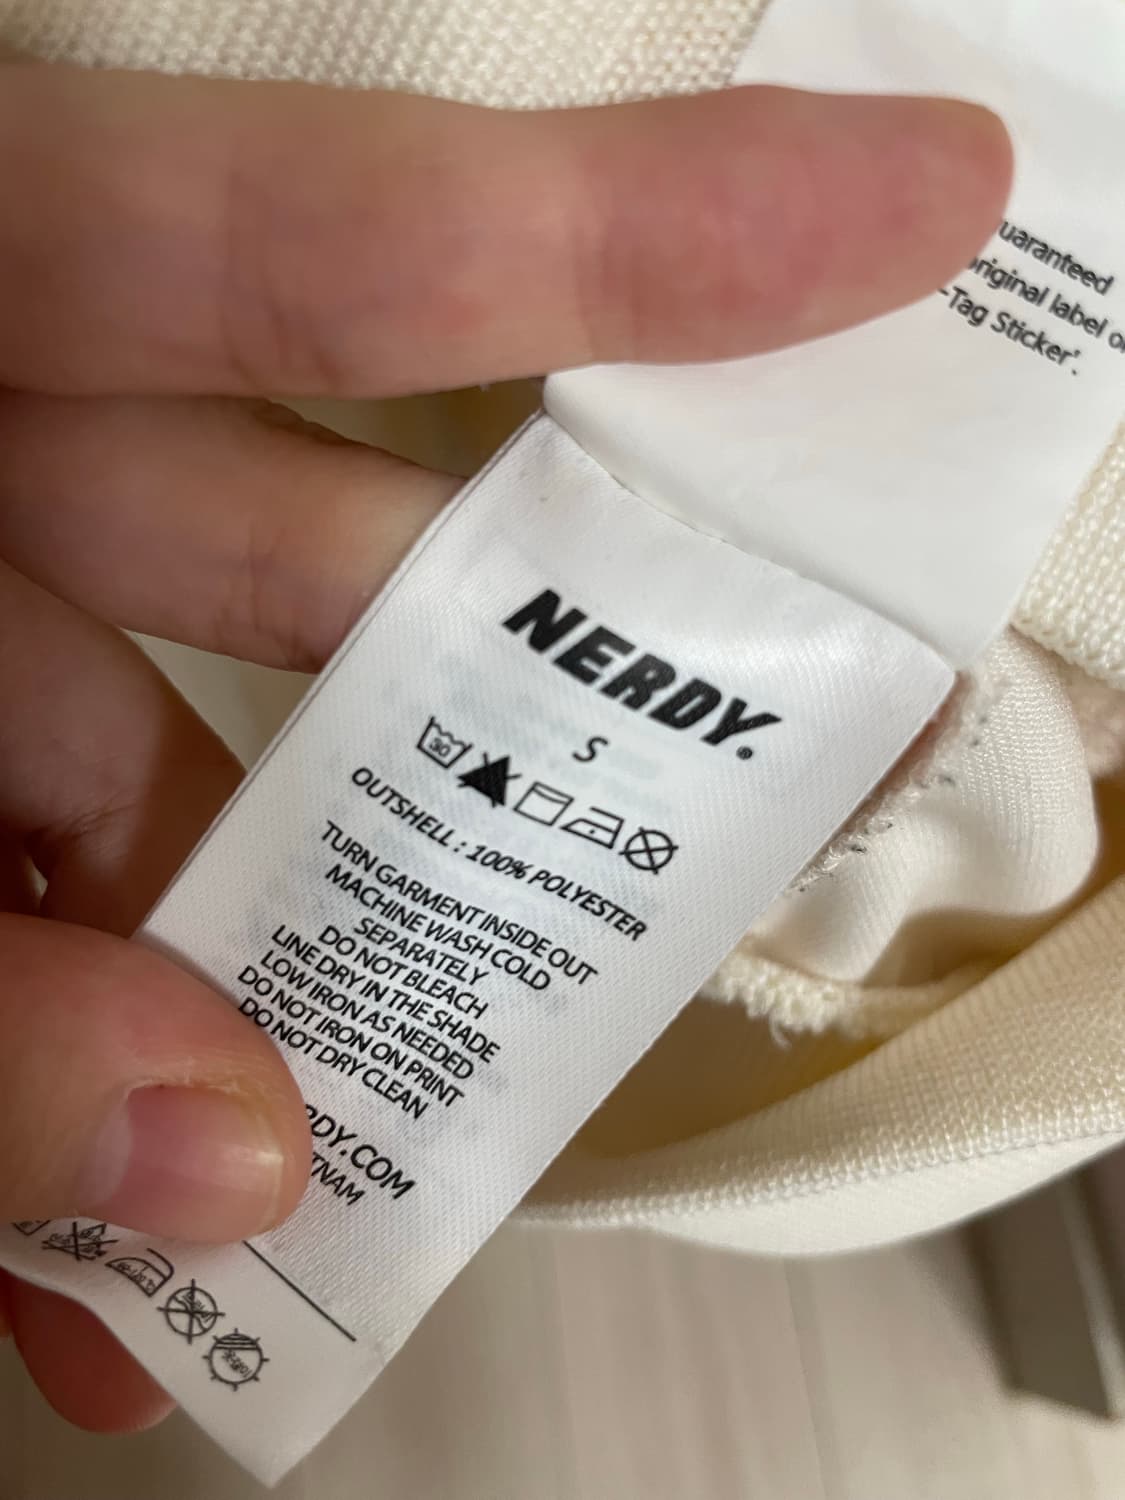 uaranteed
original label o
-Tag Sticker'.
NERDY®
S
30
OUTSHELL : 100% POLYESTER
TURN GARMENT INSIDE OUT
MACHINE WASH COLD
SEPARATELY
DO NOT BLEACH
LINE DRY IN THE SHADE
LOW IRON AS NEEDED
DO NOT IRON ON PRINT
DO NOT DRY CLEAN
RDY.COM
TNAM